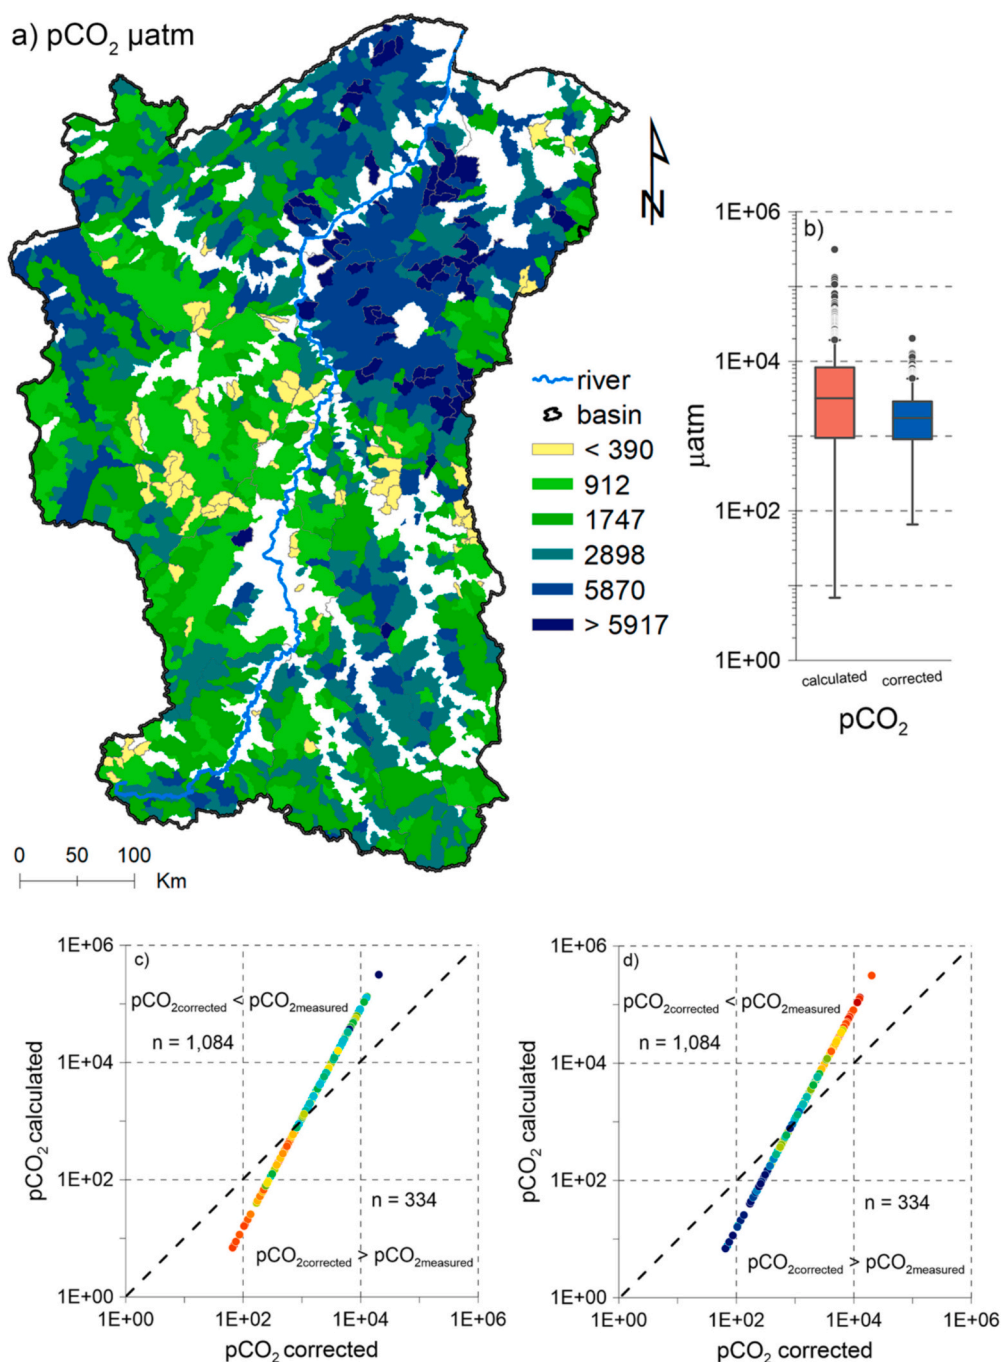 a) pCO₂ µatm
N
river
basin
< 390
912
1747
2898
5870
> 5917
0 50 100
Km
b)
1E+06
1E+04
1E+02
1E+00
µatm
calculated corrected
pCO₂
c)
1E+06
1E+04
1E+02
1E+00
pCO₂ calculated
pCO₂corrected < pCO₂measured
n = 1,084
n = 334
pCO₂corrected > pCO₂measured
1E+00 1E+02 1E+04 1E+06
pCO₂ corrected
d)
1E+06
1E+04
1E+02
1E+00
pCO₂ calculated
pCO₂corrected < pCO₂measured
n = 1,084
n = 334
pCO₂corrected > pCO₂measured
1E+00 1E+02 1E+04 1E+06
pCO₂ corrected